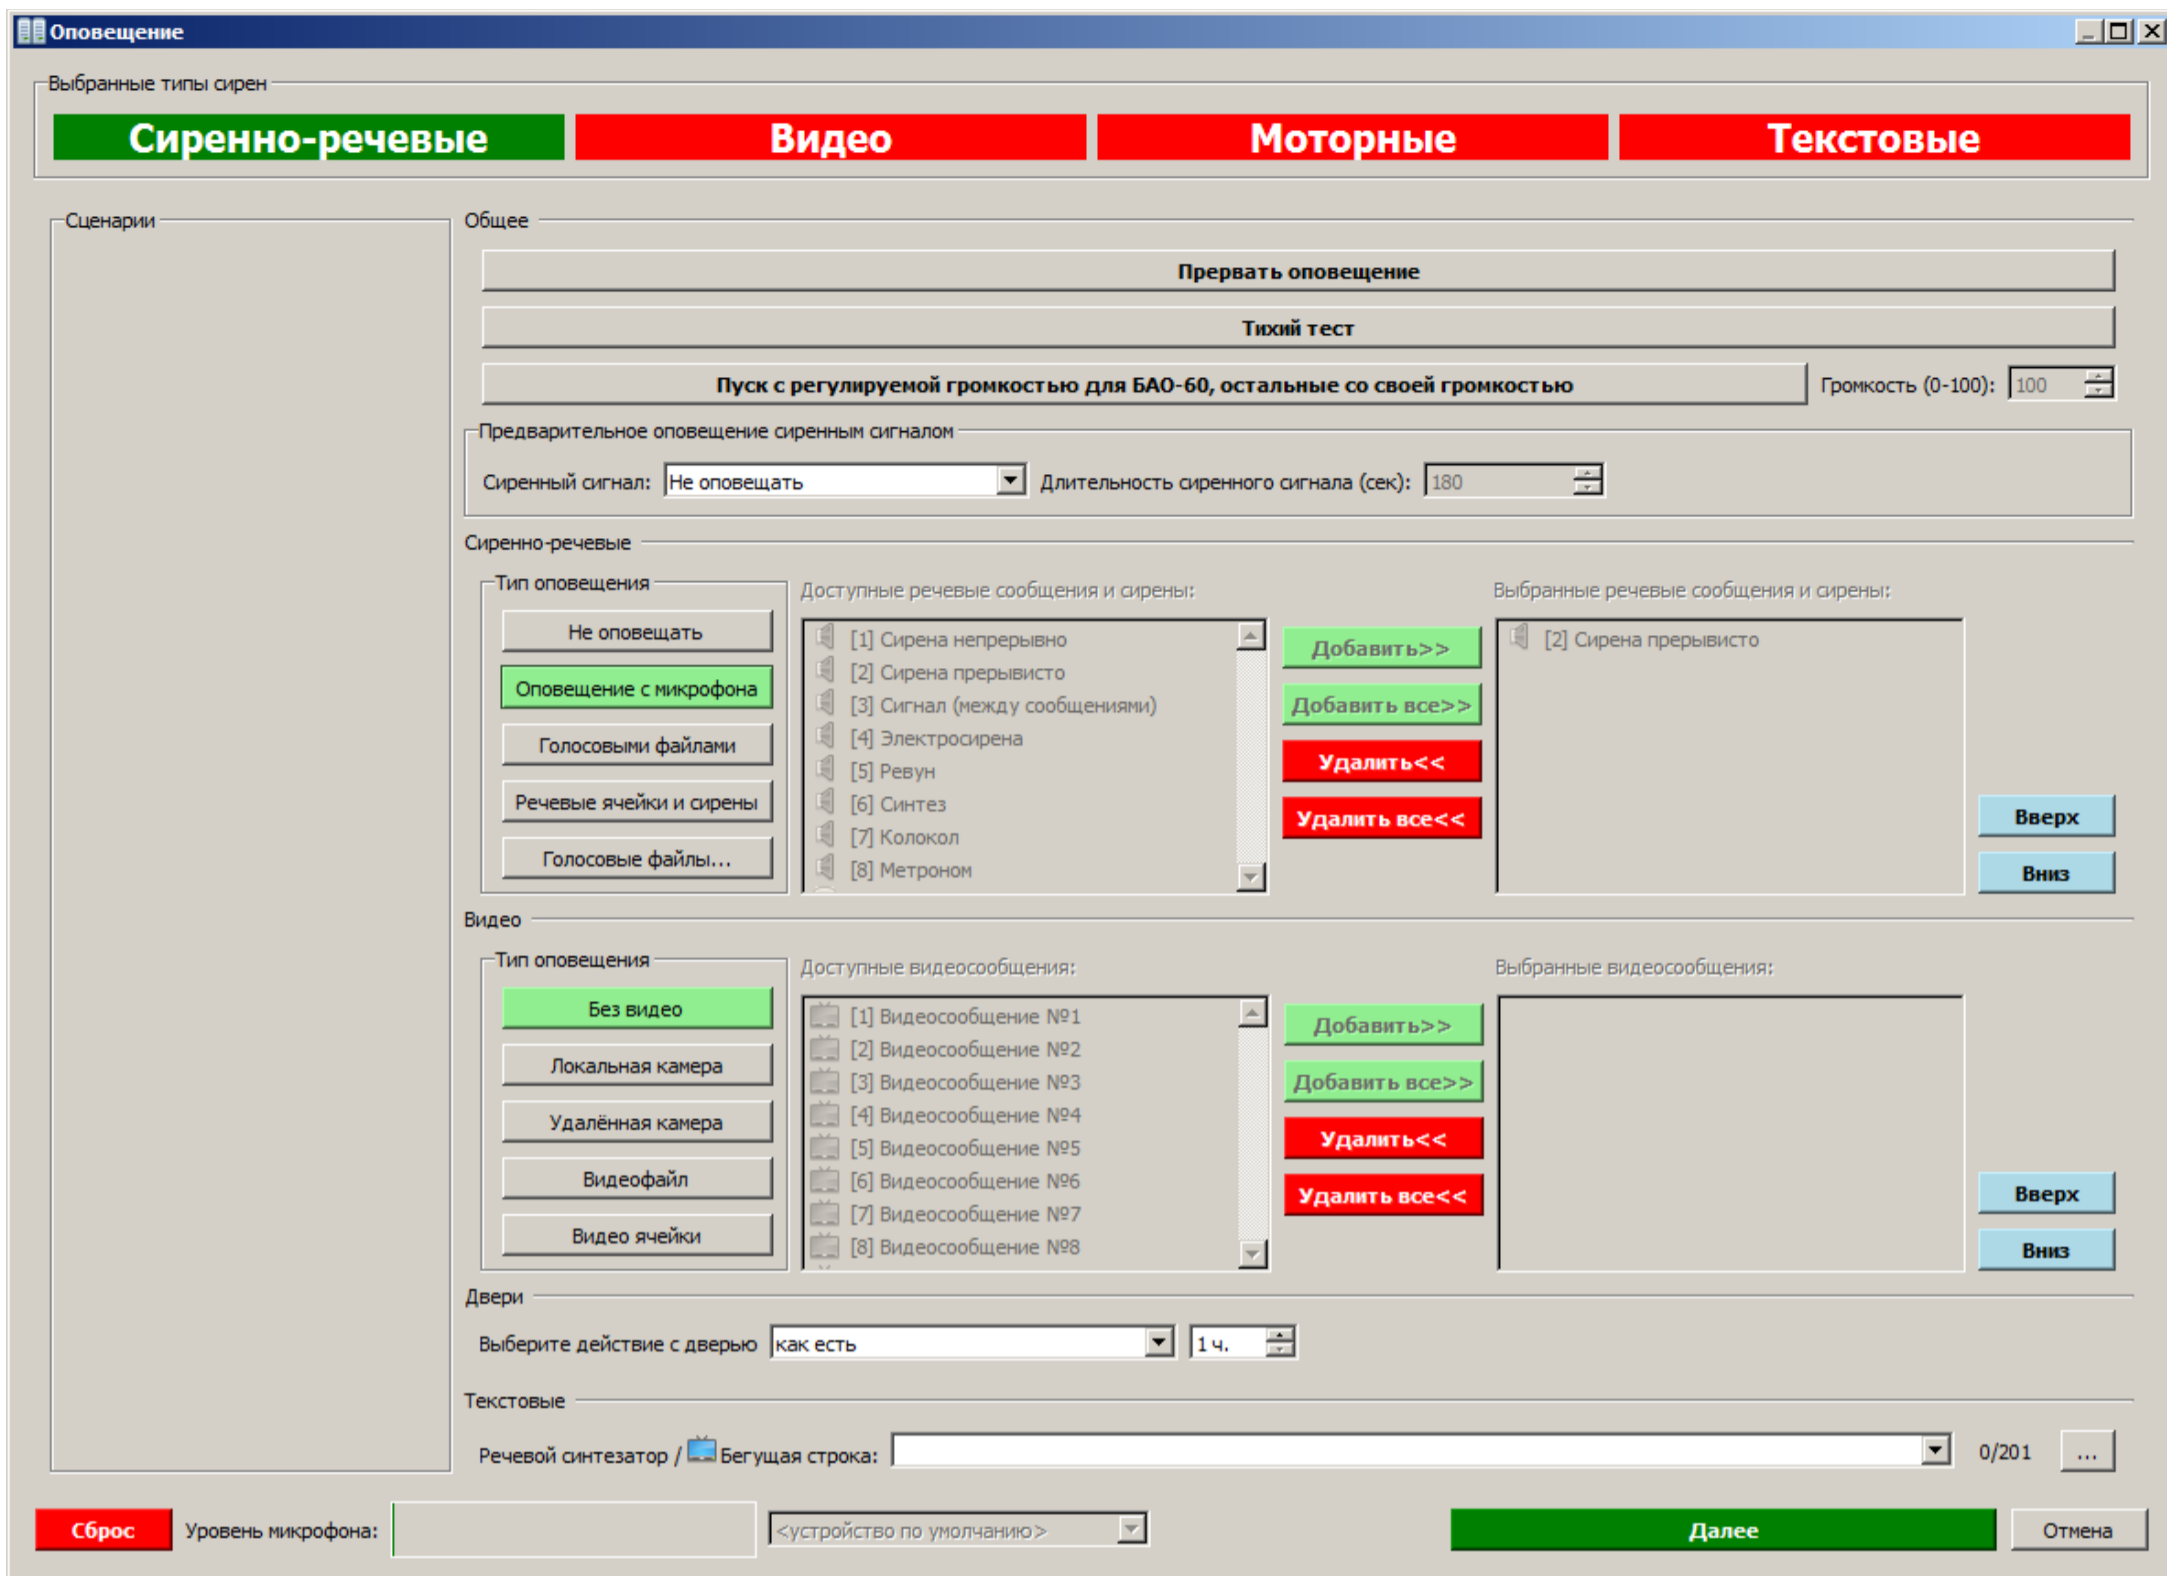 Оповещение
Выбранные типы сирен
Сиренно-речевые Видео Моторные Текстовые
Сценарии
Общее
Прервать оповещение
Тихий тест
Пуск с регулируемой громкостью для БАО-60, остальные со своей громкостью Громкость (0-100): 100
Предварительное оповещение сиренным сигналом
Сиренный сигнал: Не оповещать Длительность сиренного сигнала (сек): 180
Сиренно-речевые
Тип оповещения
Не оповещать
Оповещение с микрофона
Голосовыми файлами
Речевые ячейки и сирены
Голосовые файлы...
Доступные речевые сообщения и сирены:
[1] Сирена непрерывно
[2] Сирена прерывисто
[3] Сигнал (между сообщениями)
[4] Электросирена
[5] Ревун
[6] Синтез
[7] Колокол
[8] Метроном
Добавить>>
Добавить все>>
Удалить<<
Удалить все<<
Выбранные речевые сообщения и сирены:
[2] Сирена прерывисто
Вверх
Вниз
Видео
Тип оповещения
Без видео
Локальная камера
Удалённая камера
Видеофайл
Видео ячейки
Доступные видеосообщения:
[1] Видеосообщение №1
[2] Видеосообщение №2
[3] Видеосообщение №3
[4] Видеосообщение №4
[5] Видеосообщение №5
[6] Видеосообщение №6
[7] Видеосообщение №7
[8] Видеосообщение №8
Добавить>>
Добавить все>>
Удалить<<
Удалить все<<
Выбранные видеосообщения:
Вверх
Вниз
Двери
Выберите действие с дверью как есть 1 ч.
Текстовые
Речевой синтезатор / Бегущая строка: 0/201 ...
Сброс Уровень микрофона: <устройство по умолчанию> Далее Отмена